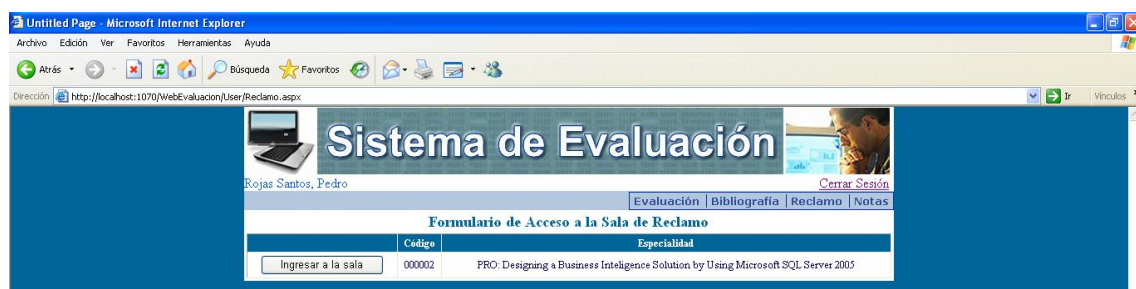 Untitled Page - Microsoft Internet Explorer
Archivo Edición Ver Favoritos Herramientas Ayuda
Atrás Búsqueda Favoritos
Dirección http://localhost:1070/WebEvaluacion/User/Reclamo.aspx Ir Vínculos
Sistema de Evaluación
Rojas Santos, Pedro Cerrar Sesión
Evaluación | Bibliografía | Reclamo | Notas
Formulario de Acceso a la Sala de Reclamo
Código Especialidad
Ingresar a la sala 000002 PRO: Designing a Business Inteligence Solution by Using Microsoft SQL Server 2005